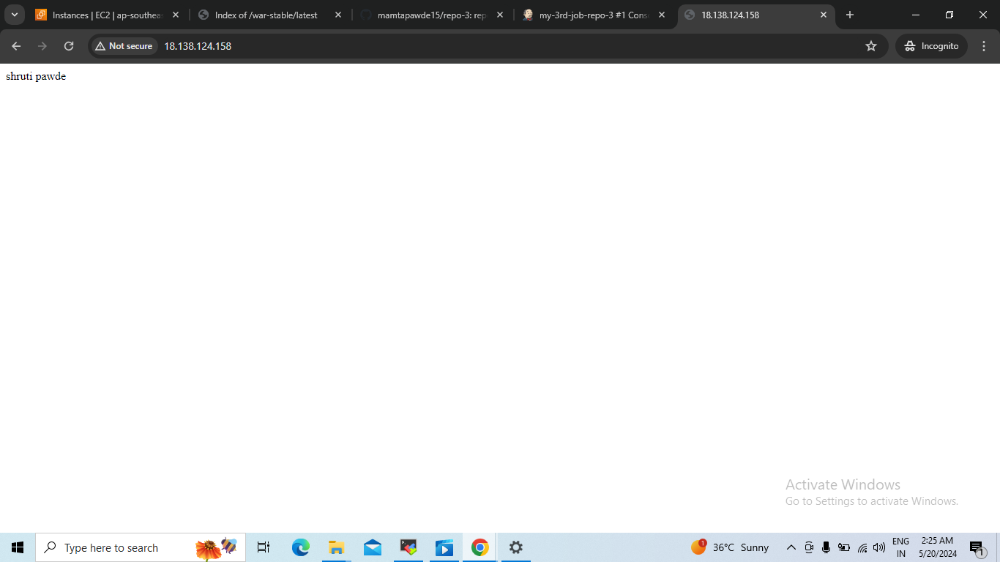 Instances | EC2 | ap-southeas
Index of /war-stable/latest
mamtapawde15/repo-3: rep
my-3rd-job-repo-3 #1 Cons
18.138.124.158
Not secure
18.138.124.158
Incognito
shruti pawde
Activate Windows
Go to Settings to activate Windows.
Type here to search
1
36°C Sunny
ENG
IN
2:25 AM
5/20/2024
1